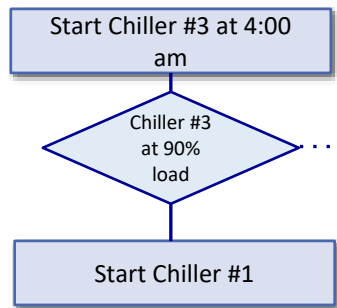 Start Chiller #3 at 4:00
am
Chiller #3
at 90%
load
Start Chiller #1